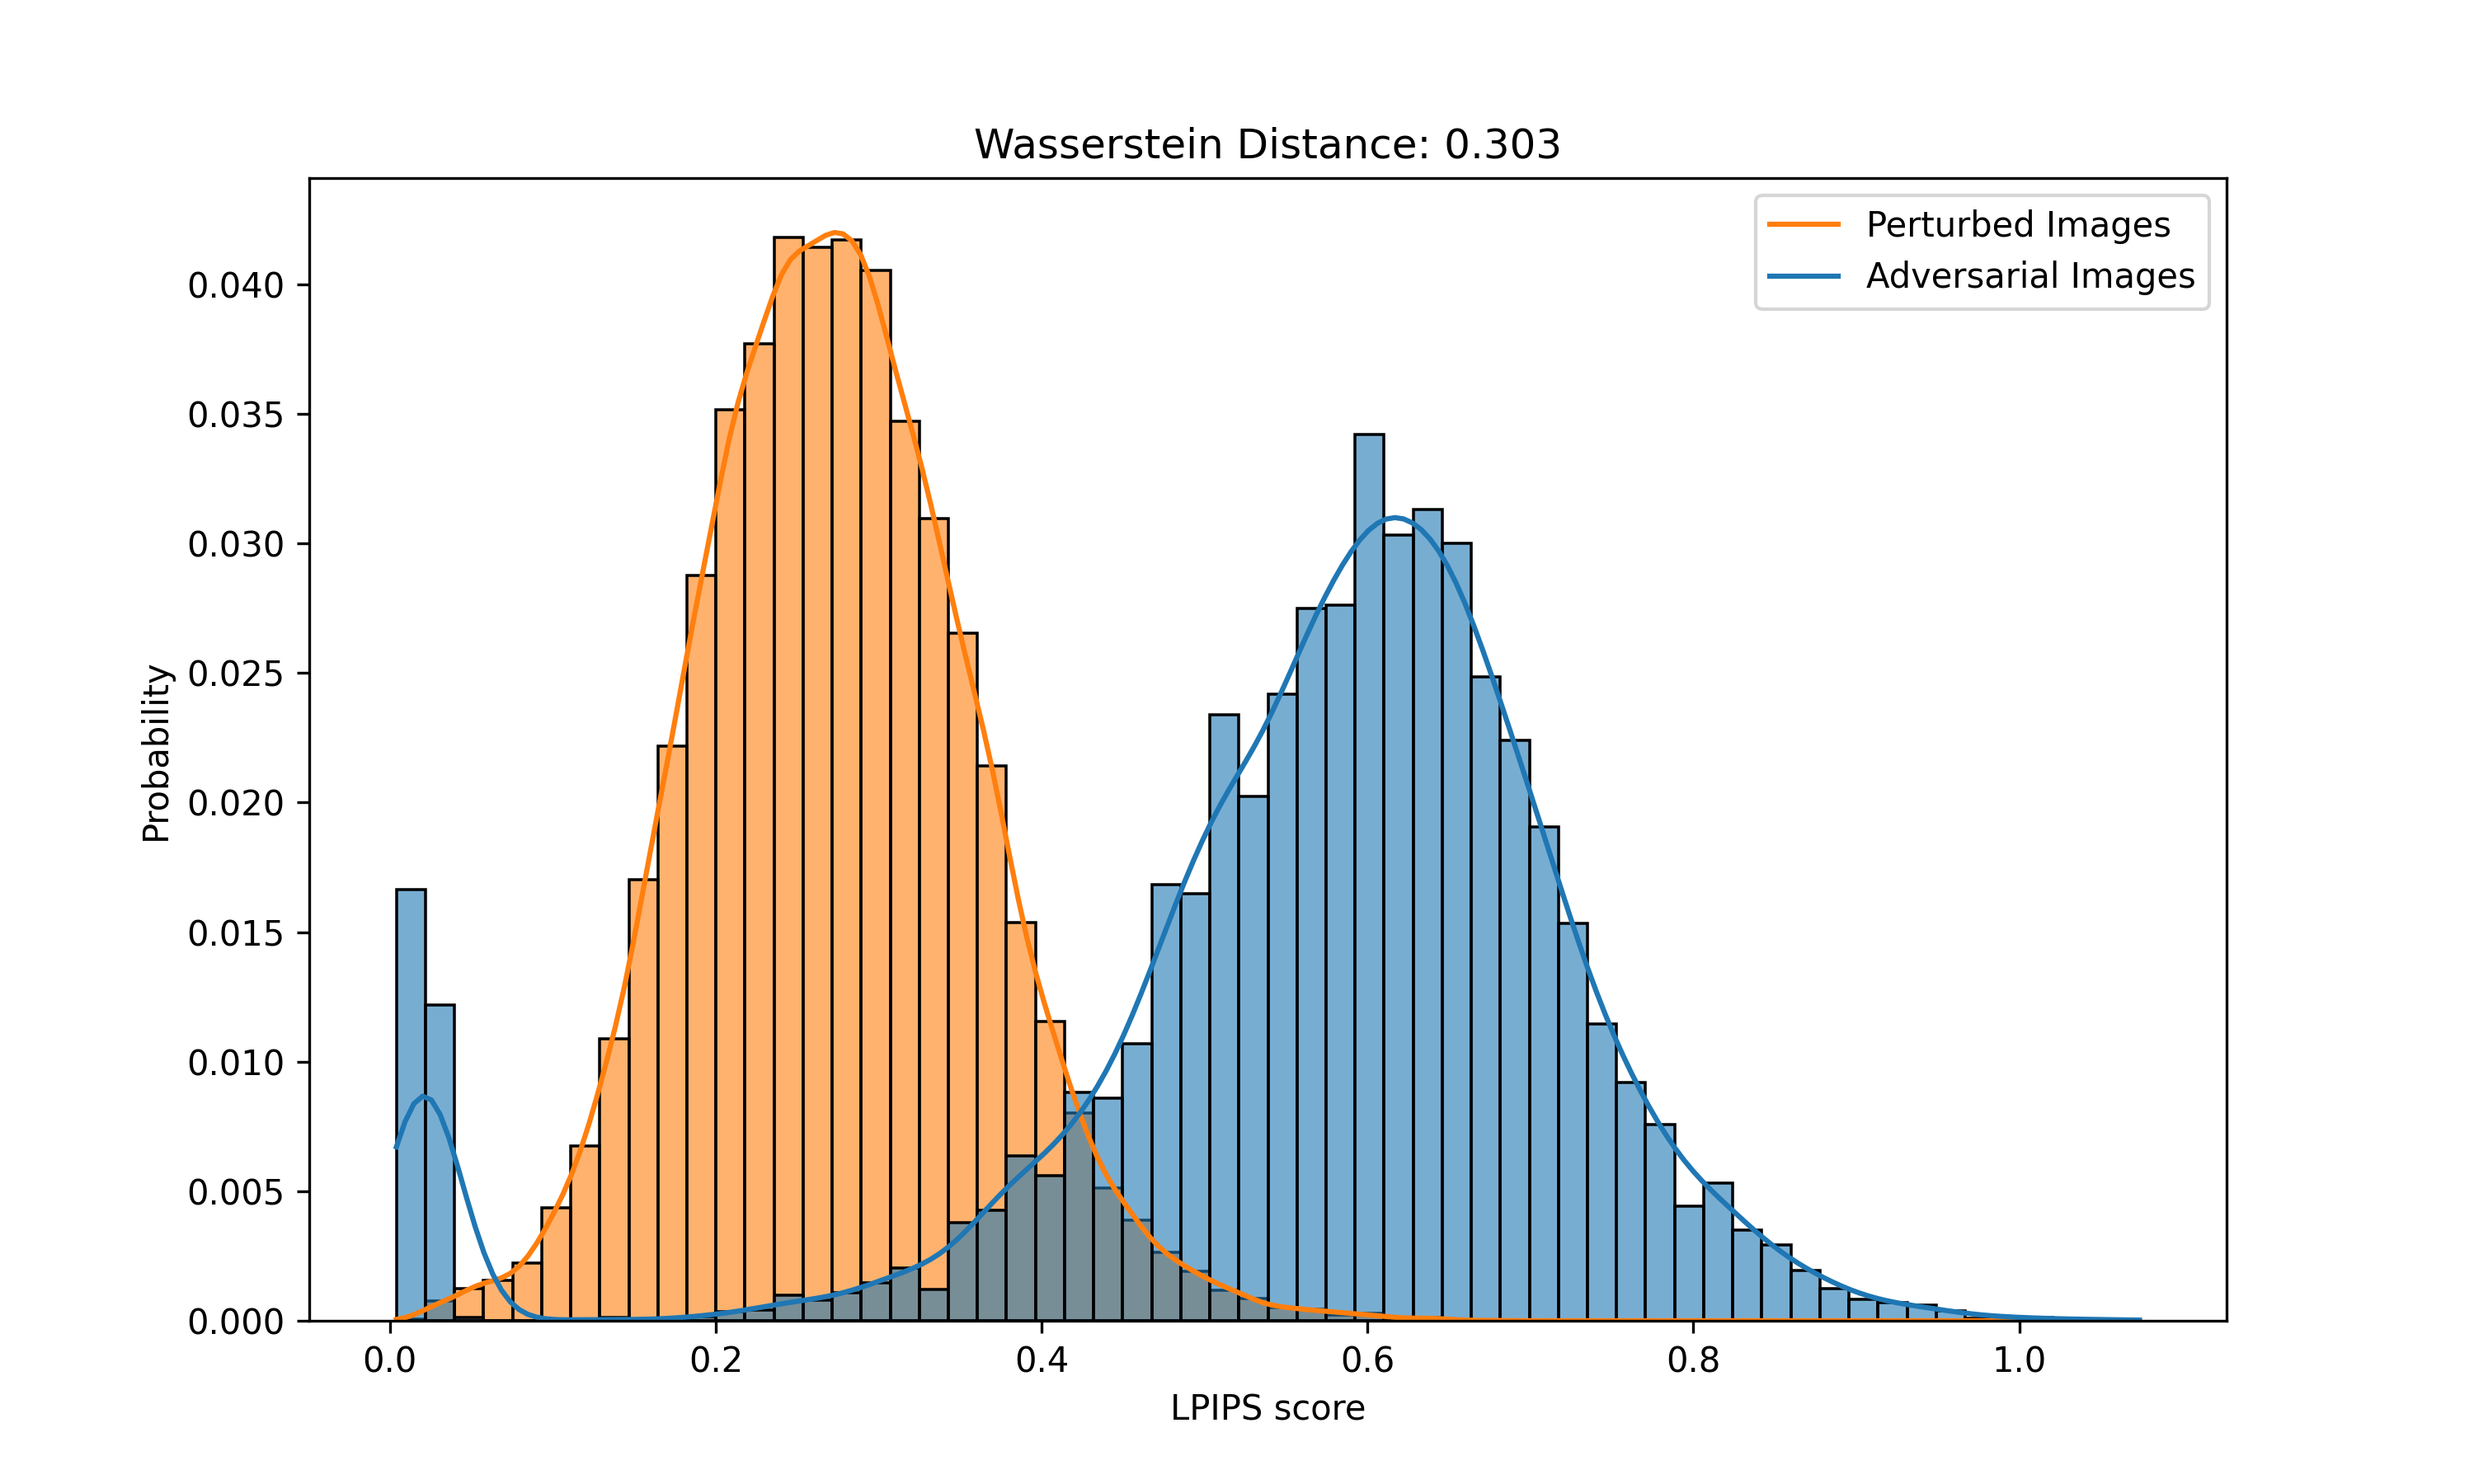 Wasserstein Distance: 0.303
Perturbed Images
Adversarial Images
Probability
0.040
0.035
0.030
0.025
0.020
0.015
0.010
0.005
0.000
0.0 0.2 0.4 0.6 0.8 1.0
LPIPS score